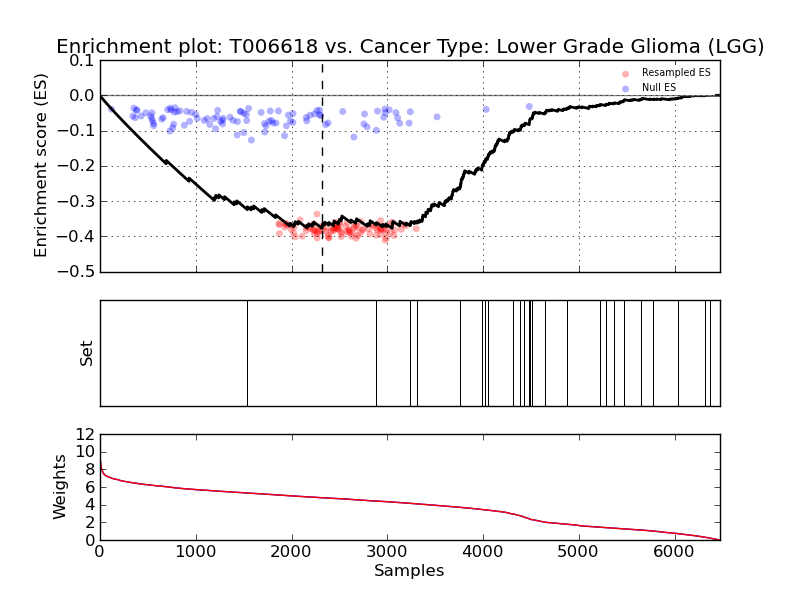 Enrichment plot: T006618 vs. Cancer Type: Lower Grade Glioma (LGG)
Enrichment score (ES)
0.1
0.0
−0.1
−0.2
−0.3
−0.4
−0.5
Resampled ES
Null ES
Set
Weights
12
10
8
6
4
2
0
0 1000 2000 3000 4000 5000 6000
Samples